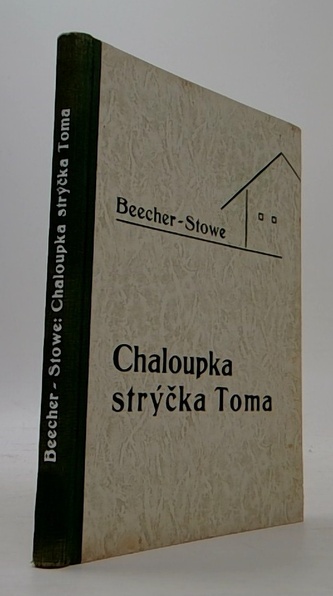 Beecher - Stowe: Chaloupka strýčka Toma
Beecher - Stowe
Chaloupka
strýčka Toma